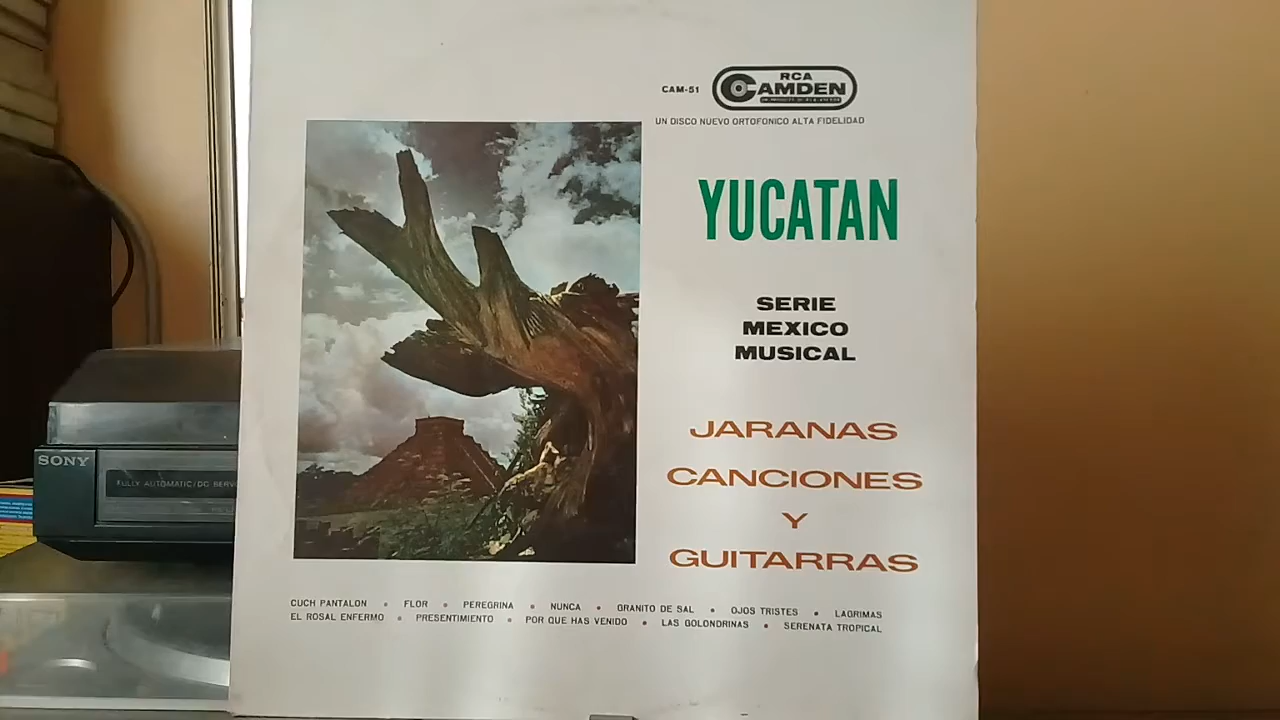 CAM-51
RCA
CAMDEN
UN DISCO NUEVO ORTOFONICO ALTA FIDELIDAD
YUCATAN
SERIE
MEXICO
MUSICAL
JARANAS
CANCIONES
Y
GUITARRAS
CUCH PANTALON • FLOR • PEREGRINA • NUNCA • GRANITO DE SAL • OJOS TRISTES • LAGRIMAS
EL ROSAL ENFERMO • PRESENTIMIENTO • POR QUE HAS VENIDO • LAS GOLONDRINAS • SERENATA TROPICAL
SONY
FULLY AUTOMATIC/DC SERV